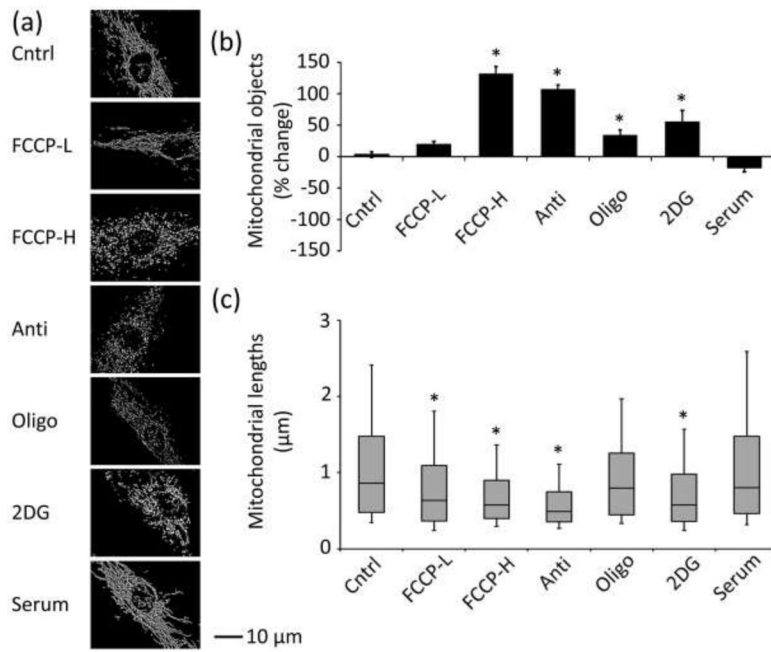 (a)
Cntrl
FCCP-L
FCCP-H
Anti
Oligo
2DG
Serum
10 µm
(b)
Mitochondrial objects
(% change)
150
100
50
0
-50
-100
-150
* * * *
Cntrl FCCP-L FCCP-H Anti Oligo 2DG Serum
(c)
Mitochondrial lengths
(µm)
3
2
1
0
* * * *
Cntrl FCCP-L FCCP-H Anti Oligo 2DG Serum